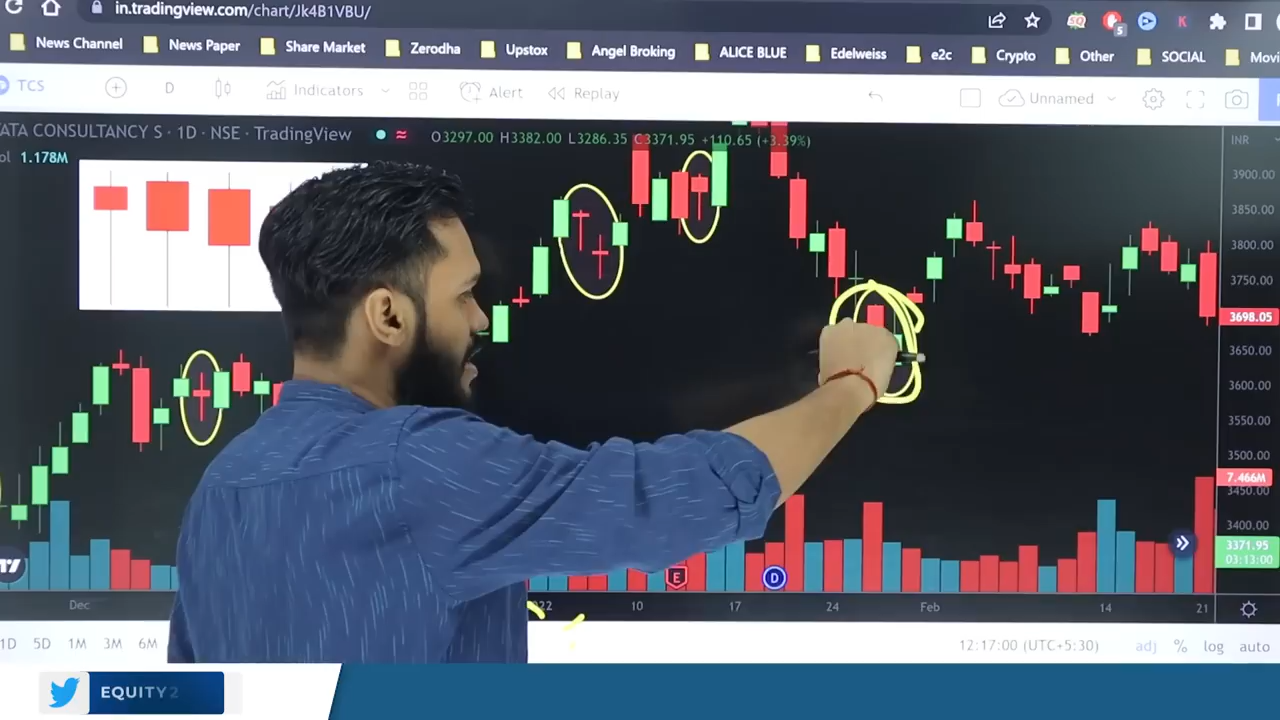 in.tradingview.com/chart/Jk4B1VBU/
News Channel News Paper Share Market Zerodha Upstox Angel Broking ALICE BLUE Edelweiss e2c Crypto Other SOCIAL Movi
TCS D Indicators Alert Replay Unnamed
ATA CONSULTANCY S · 1D · NSE · TradingView O3297.00 H3382.00 L3286.35 C3371.95 +110.65 (+3.39%) INR
ol 1.178M
3900.00
3850.00
3800.00
3750.00
3698.05
3650.00
3600.00
3550.00
3500.00
7.466M
3450.00
3400.00
3371.95
03:13:00
E D
Dec 22 10 17 24 Feb 14 21
1D 5D 1M 3M 6M 12:17:00 (UTC+5:30) adj % log auto
EQUITY2